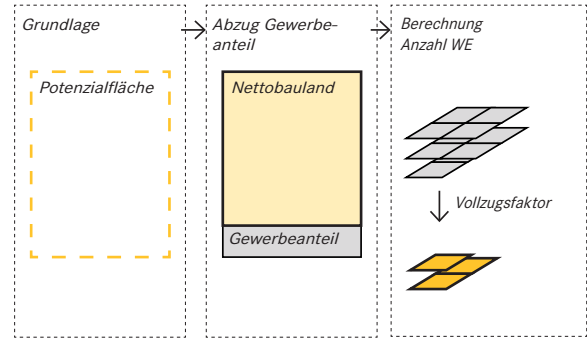 Grundlage
Potenzialfläche
Abzug Gewerbe-
anteil
Nettobauland
Gewerbeanteil
Berechnung
Anzahl WE
Vollzugsfaktor